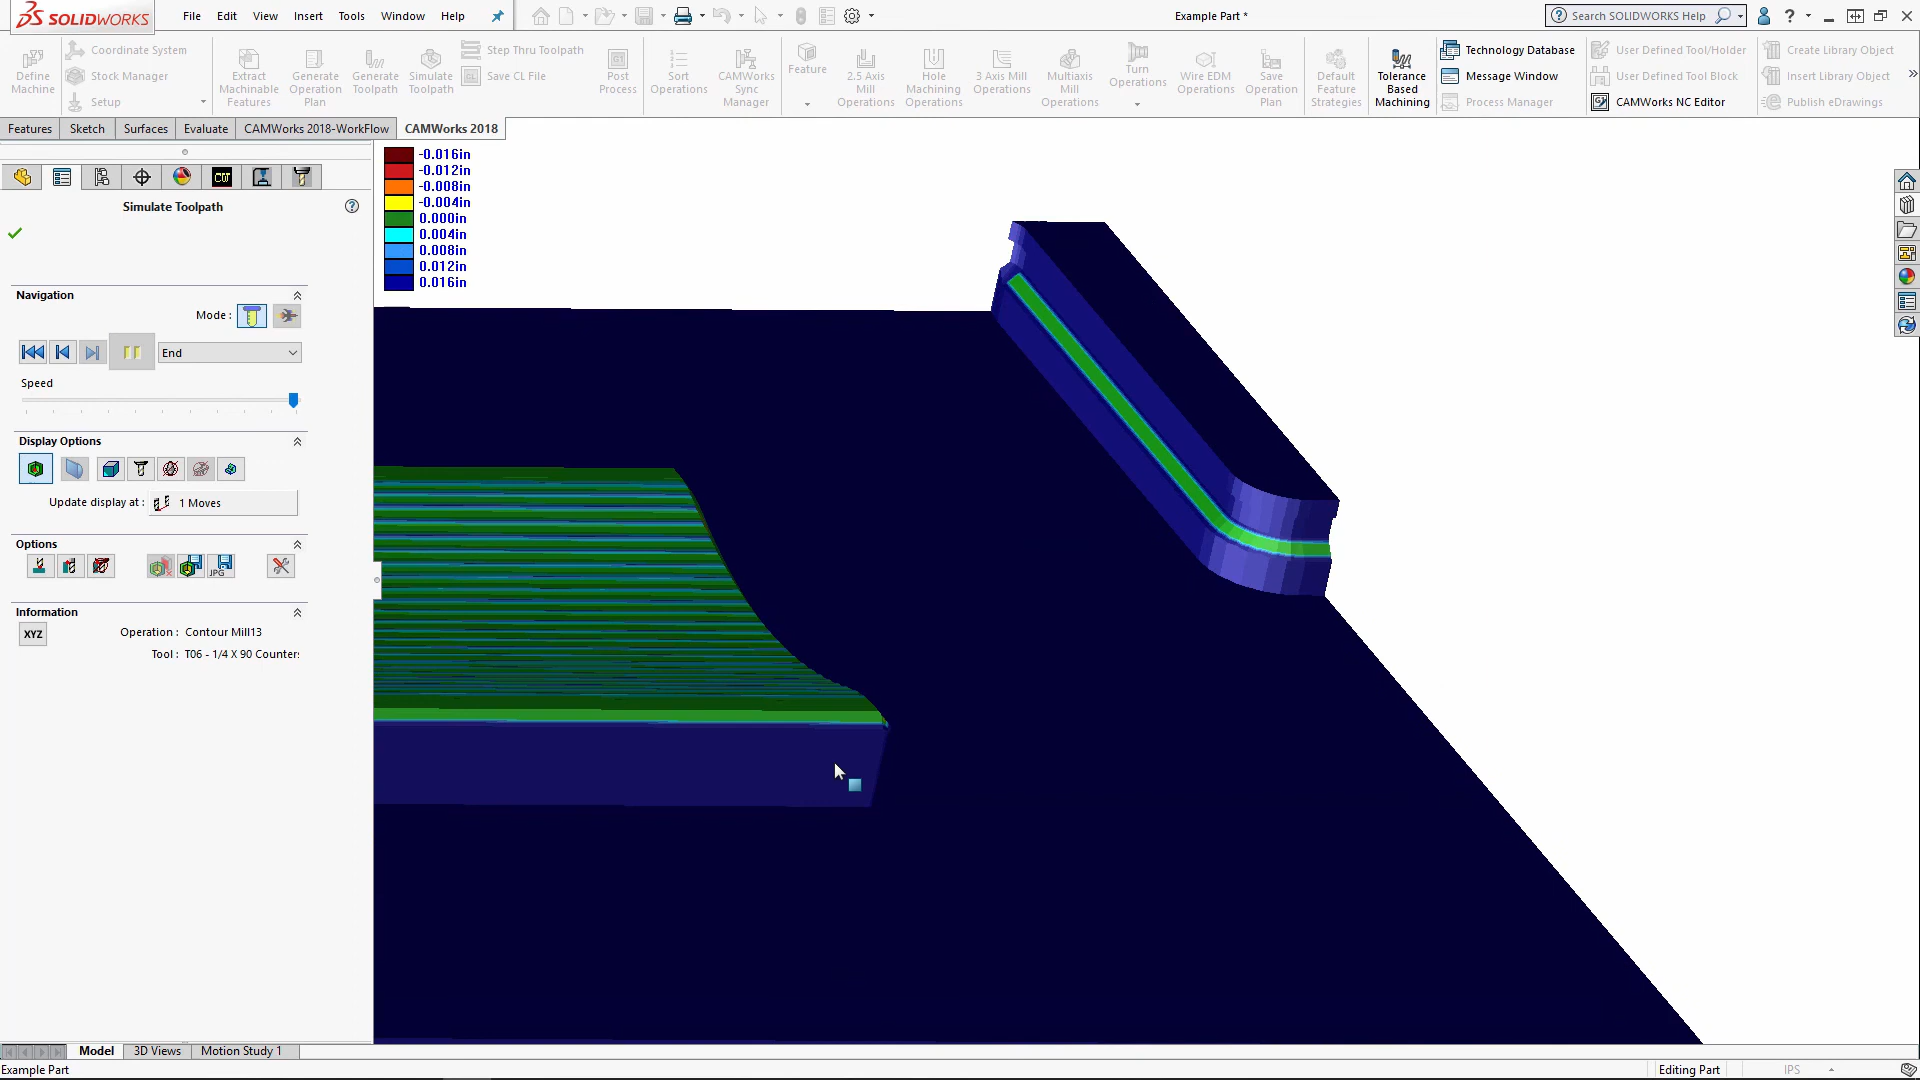 SOLIDWORKS
File Edit View Insert Tools Window Help
Example Part *
Search SOLIDWORKS Help
Define Machine
Coordinate System
Stock Manager
Setup
Extract Machinable Features
Generate Operation Plan
Generate Toolpath
Simulate Toolpath
Step Thru Toolpath
Save CL File
Post Process
Sort Operations
CAMWorks Sync Manager
Feature
2.5 Axis Mill Operations
Hole Machining Operations
3 Axis Mill Operations
Multiaxis Mill Operations
Turn Operations
Wire EDM Operations
Save Operation Plan
Default Feature Strategies
Tolerance Based Machining
Technology Database
Message Window
Process Manager
User Defined Tool/Holder
User Defined Tool Block
CAMWorks NC Editor
Create Library Object
Insert Library Object
Publish eDrawings
Features Sketch Surfaces Evaluate CAMWorks 2018-WorkFlow CAMWorks 2018
Simulate Toolpath
Navigation
Mode :
End
Speed
Display Options
Update display at : 1 Moves
Options
JPG
Information
XYZ
Operation : Contour Mill13
Tool : T06 - 1/4 X 90 Counter
-0.016in
-0.012in
-0.008in
-0.004in
0.000in
0.004in
0.008in
0.012in
0.016in
Model 3D Views Motion Study 1
Example Part
Editing Part
IPS